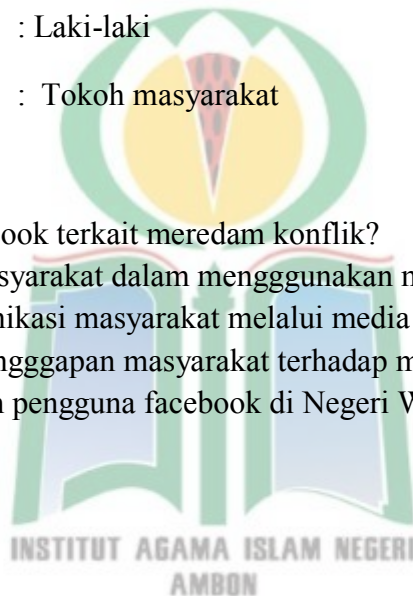 : Laki-laki
: Tokoh masyarakat
ook terkait meredam konflik?
syarakat dalam mengggunakan m
nikasi masyarakat melalui media
ngggapan masyarakat terhadap m
n pengguna facebook di Negeri W
INSTITUT AGAMA ISLAM NEGERI
AMBON